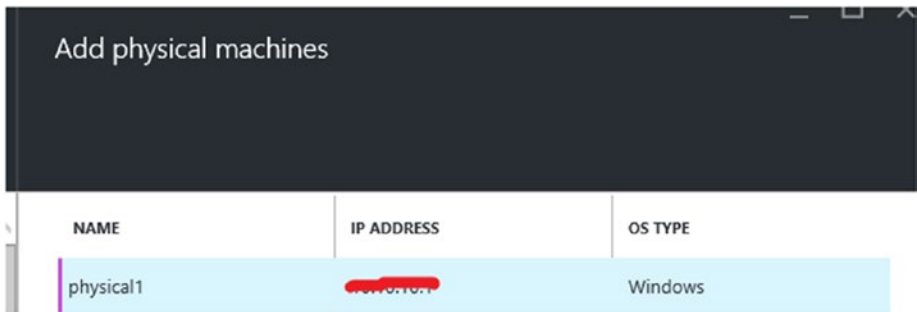 Add physical machines
NAME IP ADDRESS OS TYPE
physical1 Windows